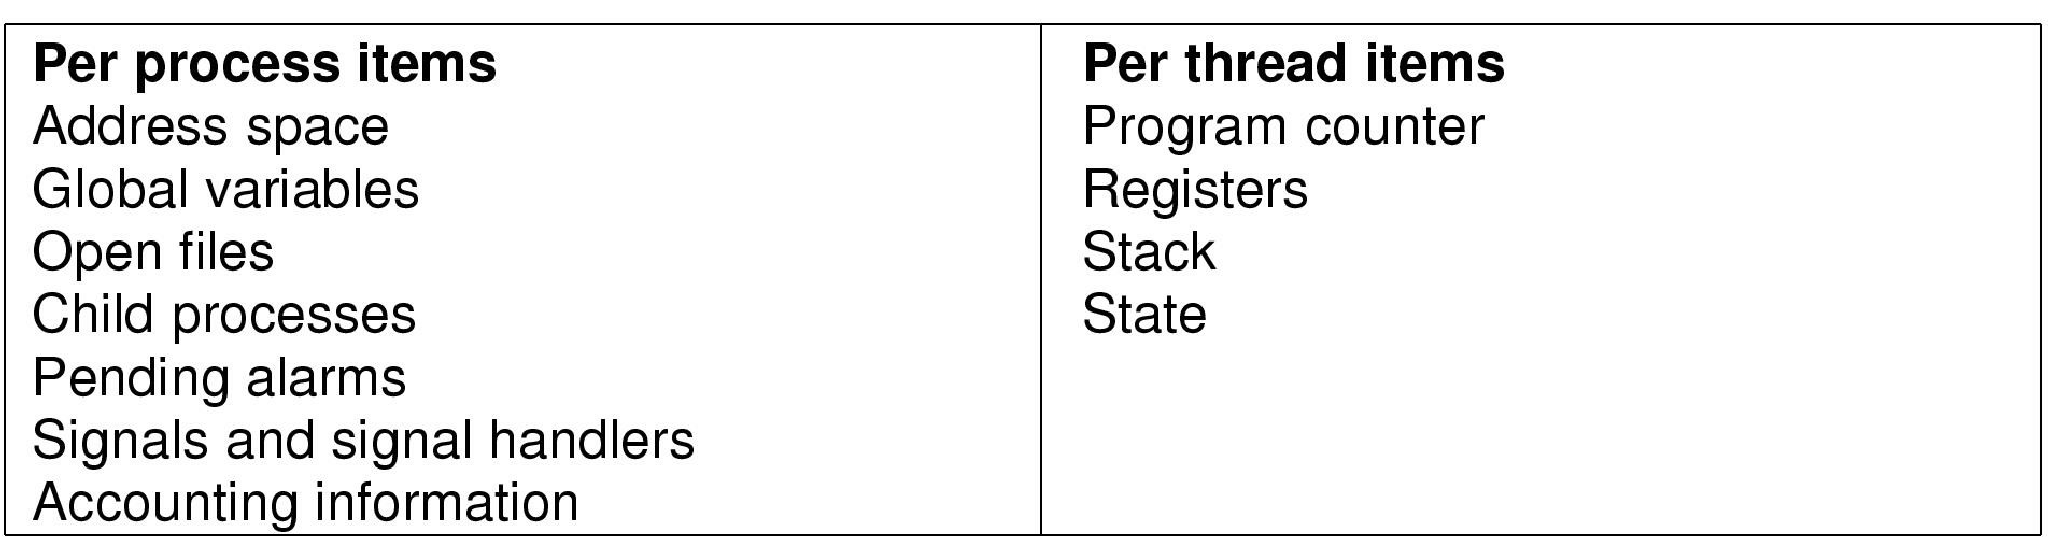 Per process items
Address space
Global variables
Open files
Child processes
Pending alarms
Signals and signal handlers
Accounting information
Per thread items
Program counter
Registers
Stack
State